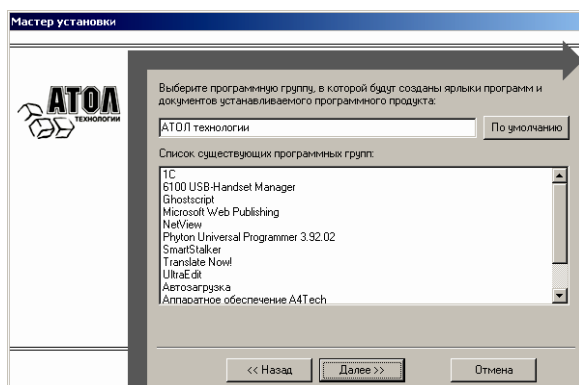 Мастер установки
АТОЛ
ТЕХНОЛОГИИ
Выберите программную группу, в которой будут созданы ярлыки программ и
документов устанавливаемого программного продукта:
АТОЛ технологии
По умолчанию
Список существующих программных групп:
1С
6100 USB-Handset Manager
Ghostscript
Microsoft Web Publishing
NetView
Phyton Universal Programmer 3.92.02
SmartStalker
Translate Now!
UltraEdit
Автозагрузка
Аппаратное обеспечение A4Tech
<< Назад
Далее >>
Отмена